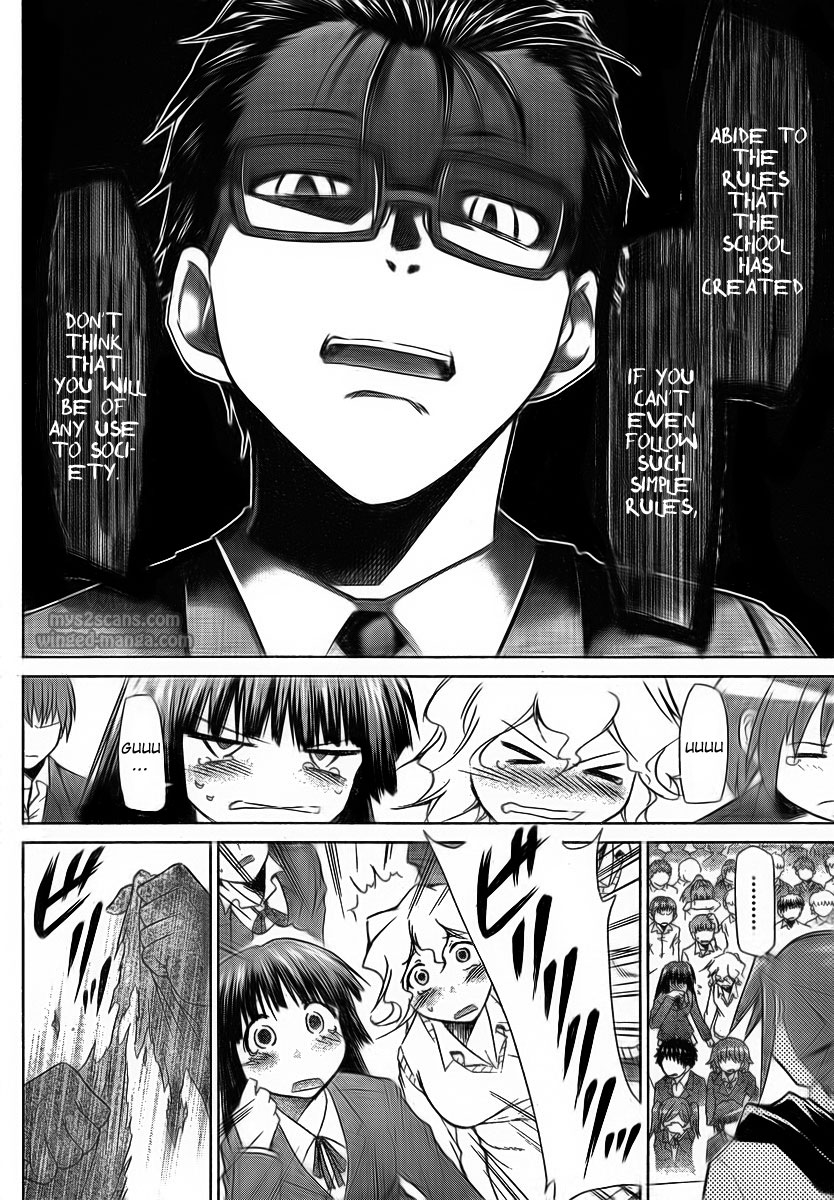 ABIDE TO
THE
RULES
THAT
THE
SCHOOL
HAS
CREATED
IF YOU
CAN'T
EVEN
FOLLOW
SUCH
SIMPLE
RULES,
DON'T
THINK
THAT
YOU WILL
BE OF
ANY USE
TO SOCI-
ETY.
mys2scans.com
winged-manga.com
UUUU
GUUU
...
.......
ビリ
ビッ